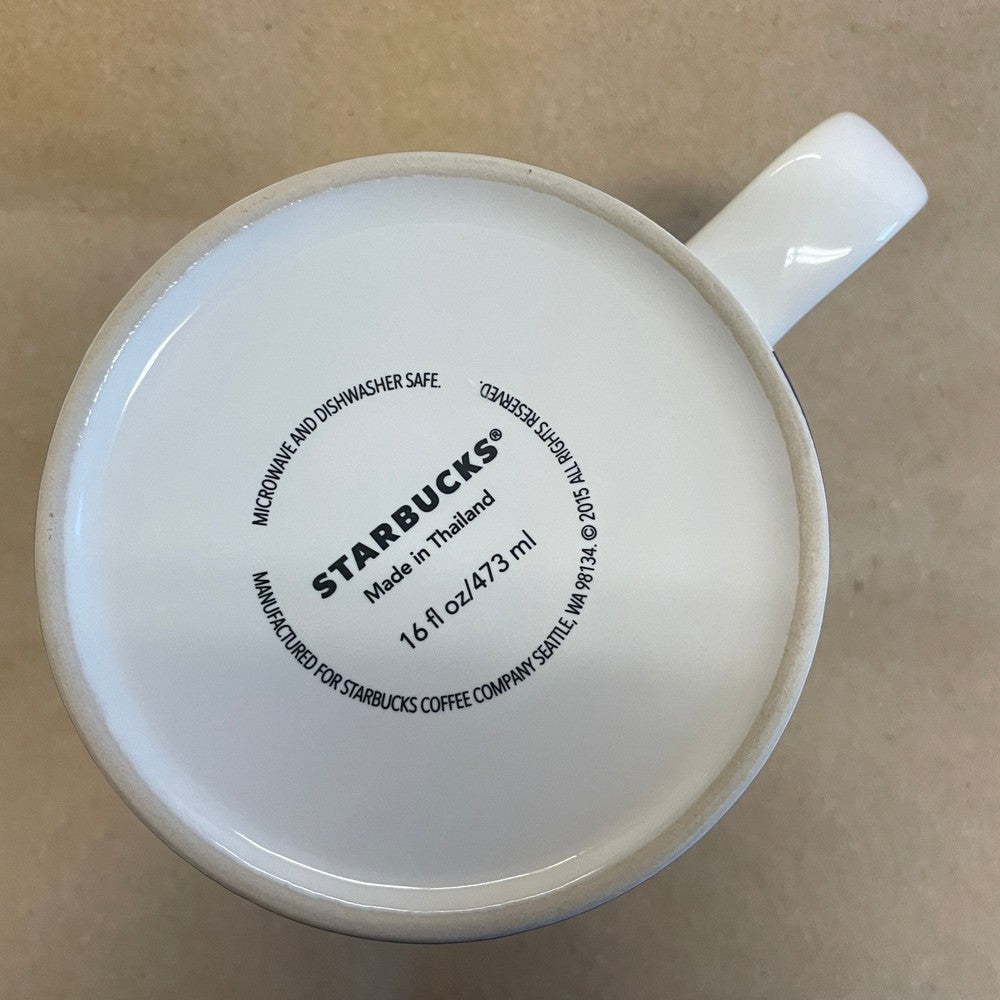 MICROWAVE AND DISHWASHER SAFE.
STARBUCKS®
Made in Thailand
16 fl oz/473 ml
MANUFACTURED FOR STARBUCKS COFFEE COMPANY SEATTLE, WA 98134. © 2015 ALL RIGHTS RESERVED.